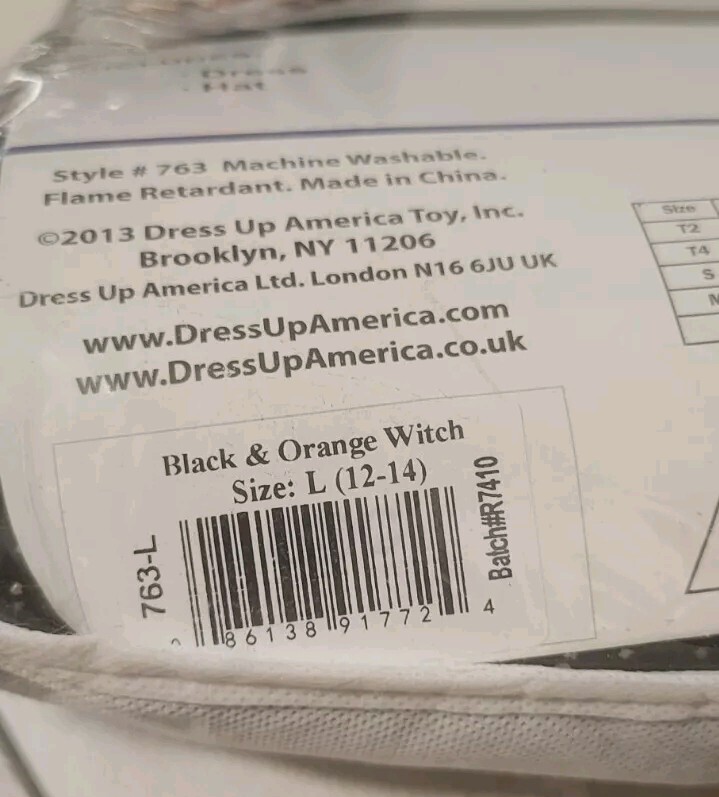 Dress
Hat
Style # 763 Machine Washable.
Flame Retardant. Made in China.
©2013 Dress Up America Toy, Inc.
Brooklyn, NY 11206
Dress Up America Ltd. London N16 6JU UK
www.DressUpAmerica.com
www.DressUpAmerica.co.uk
Size
T2
T4
S
Black & Orange Witch
Size: L (12-14)
763-L
Batch#R7410
86138 91772 4